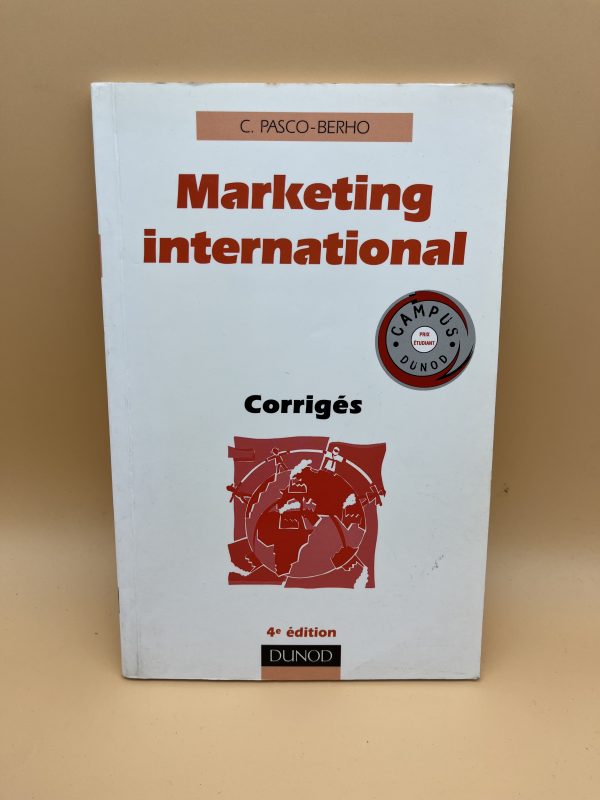 C. PASCO-BERHO
Marketing
international
CAMPUS
PRIX
ÉTUDIANT
DUNOD
Corrigés
4e édition
DUNOD